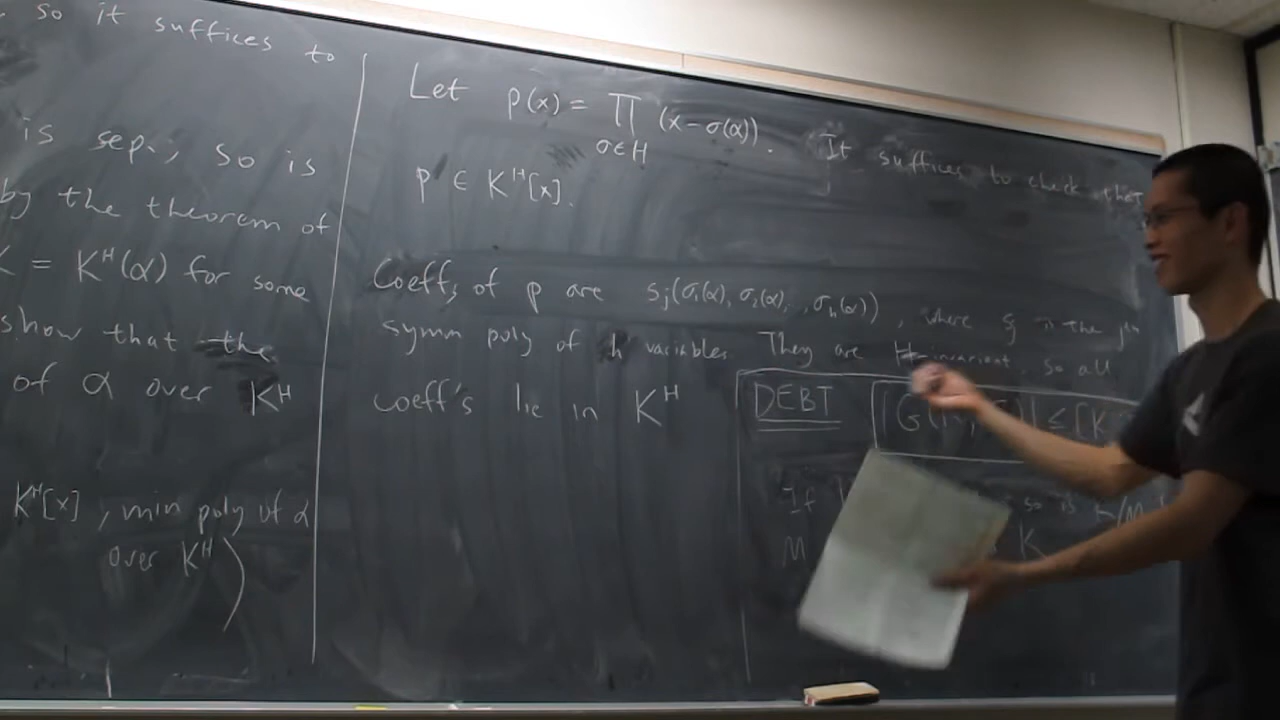 so it suffices to
is sep.; so is
by the theorem of
K = K^H(α) for some
show that the
of α over K^H
K^H[x], min poly of α
over K^H)
Let p(x) = ∏ (x-σ(α)). It suffices to check that
σ∈H
p ∈ K^H[x].
Coeffs of p are s_j(σ_1(α), σ_2(α), ., σ_h(α)), where s_j is the j^th
symm poly of h variables. They are H-invariant, so all
coeff's lie in K^H
DEBT
≤ [K
If so is K/M
M K